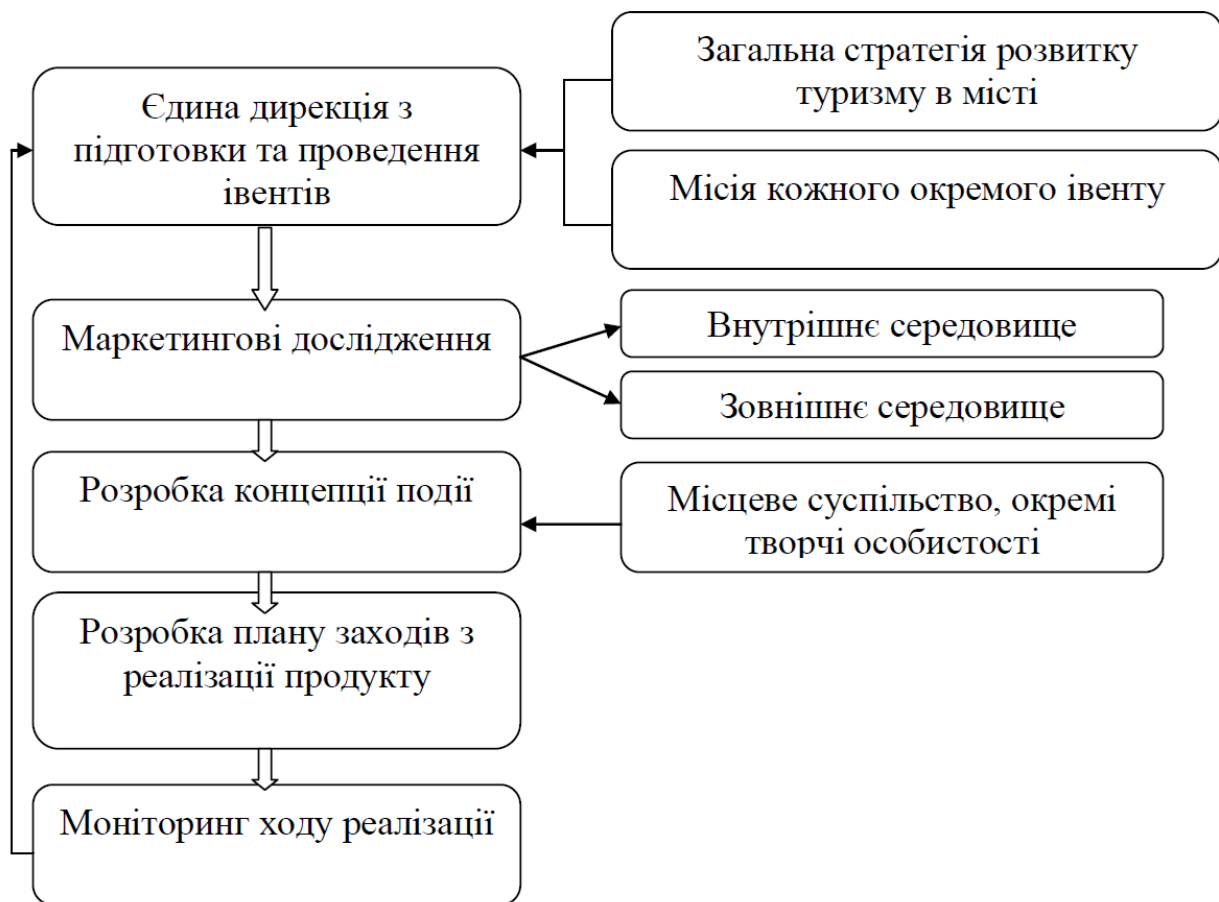 Єдина дирекція з
підготовки та проведення
івентів
Загальна стратегія розвитку
туризму в місті
Місія кожного окремого івенту
Маркетингові дослідження
Внутрішнє середовище
Зовнішнє середовище
Розробка концепції події
Місцеве суспільство, окремі
творчі особистості
Розробка плану заходів з
реалізації продукту
Моніторинг ходу реалізації